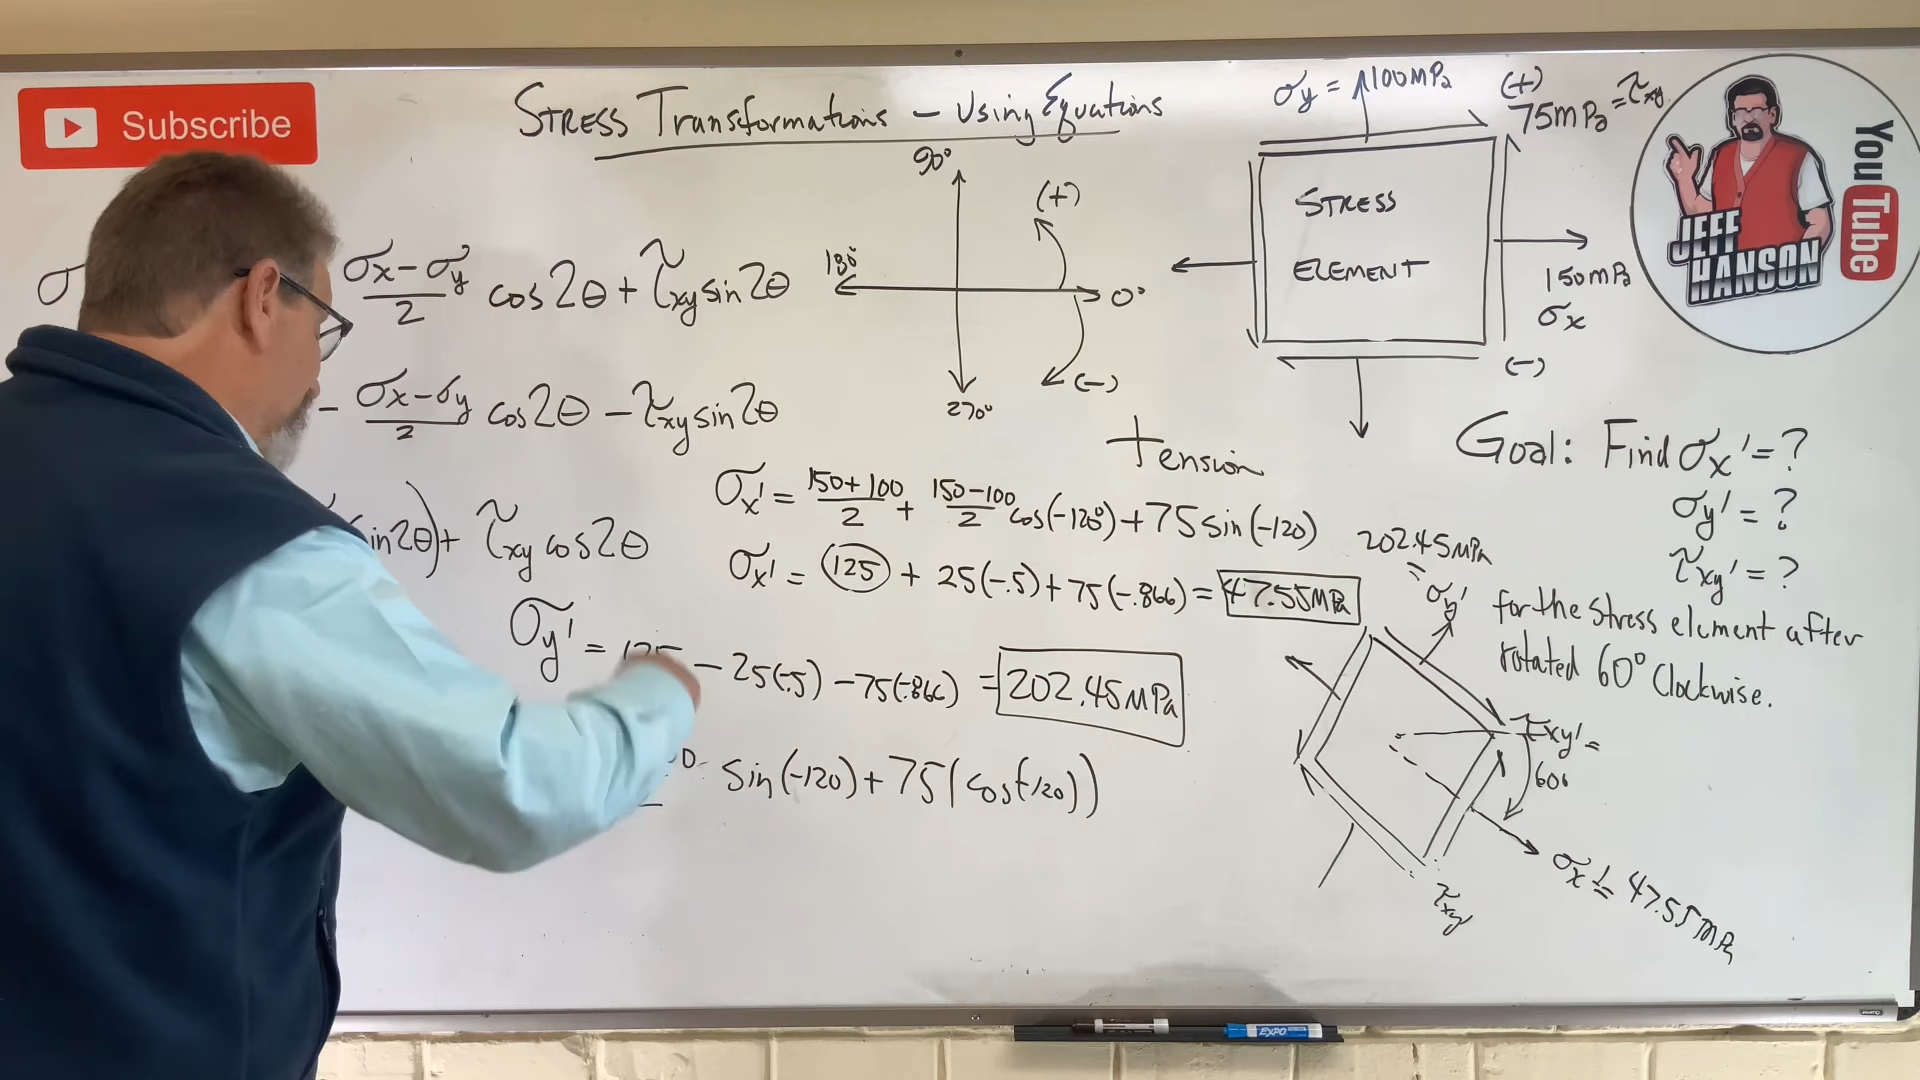 Subscribe
STRESS Transformations – Using Equations
σy = 100MPa
(+)
75MPa = τxy
JEFF HANSON
YouTube
90°
(+)
180°
0°
(-)
270°
STRESS
ELEMENT
150MPa
σx
(-)
σ
σx-σy/2 cos2θ + τxy sin2θ
- σx-σy/2 cos2θ - τxy sin2θ
sin2θ) + τxy cos2θ
tension
Goal: Find σx' = ?
σy' = ?
τxy' = ?
for the stress element after
rotated 60° Clockwise.
σx' = 150+100/2 + 150-100/2 cos(-120°) + 75 sin(-120)
σx' = 125 + 25(-.5) + 75(-.866) = 47.55MPa
σy' = 125 - 25(-.5) - 75(-.866) = 202.45MPa
sin(-120) + 75(cos(-120))
202.45MPa
=
σy'
τxy' =
60°
σx' = 47.55MPa
τxy'
EXPO